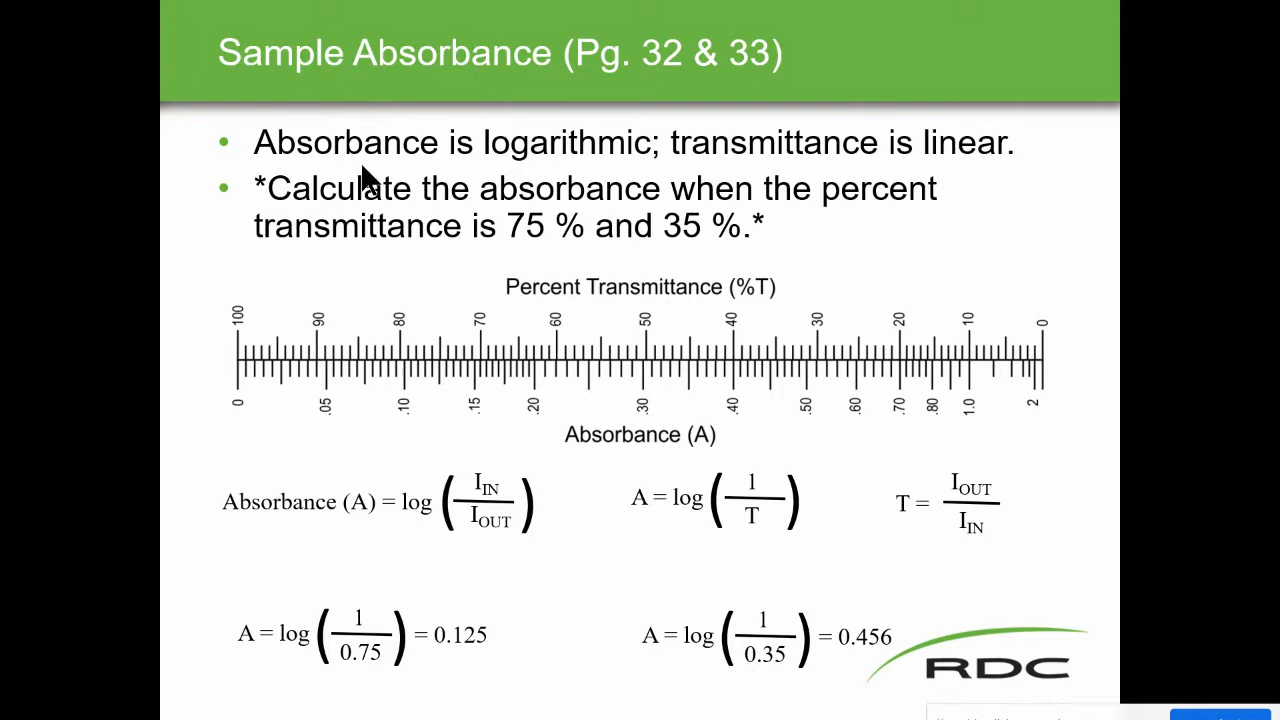 Sample Absorbance (Pg. 32 & 33)
• Absorbance is logarithmic; transmittance is linear.
• *Calculate the absorbance when the percent
transmittance is 75 % and 35 %.*
Percent Transmittance (%T)
100 90 80 70 60 50 40 30 20 10 0
0 .05 .10 .15 .20 .30 .40 .50 .60 .70 .80 1.0 2
Absorbance (A)
Absorbance (A) = log (I_IN / I_OUT) A = log (1 / T) T = I_OUT / I_IN
A = log (1 / 0.75) = 0.125 A = log (1 / 0.35) = 0.456
RDC